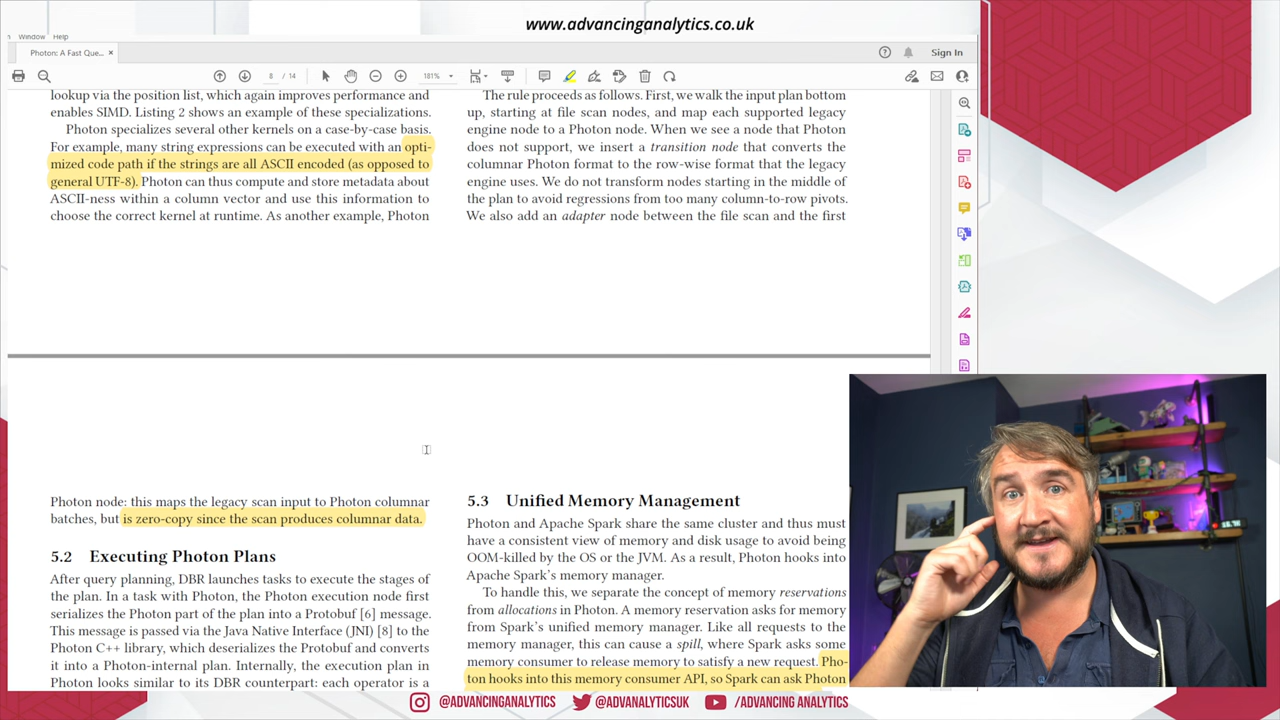 www.advancinganalytics.co.uk
Window Help
Photon: A Fast Que... ×
Sign In
8 / 14
181%
lookup via the position list, which again improves performance and
enables SIMD. Listing 2 shows an example of these specializations.
Photon specializes several other kernels on a case-by-case basis.
For example, many string expressions can be executed with an opti-
mized code path if the strings are all ASCII encoded (as opposed to
general UTF-8). Photon can thus compute and store metadata about
ASCII-ness within a column vector and use this information to
choose the correct kernel at runtime. As another example, Photon
The rule proceeds as follows. First, we walk the input plan bottom
up, starting at file scan nodes, and map each supported legacy
engine node to a Photon node. When we see a node that Photon
does not support, we insert a transition node that converts the
columnar Photon format to the row-wise format that the legacy
engine uses. We do not transform nodes starting in the middle of
the plan to avoid regressions from too many column-to-row pivots.
We also add an adapter node between the file scan and the first
Photon node: this maps the legacy scan input to Photon columnar
batches, but is zero-copy since the scan produces columnar data.
5.2 Executing Photon Plans
After query planning, DBR launches tasks to execute the stages of
the plan. In a task with Photon, the Photon execution node first
serializes the Photon part of the plan into a Protobuf [6] message.
This message is passed via the Java Native Interface (JNI) [8] to the
Photon C++ library, which deserializes the Protobuf and converts
it into a Photon-internal plan. Internally, the execution plan in
Photon looks similar to its DBR counterpart: each operator is a
5.3 Unified Memory Management
Photon and Apache Spark share the same cluster and thus must
have a consistent view of memory and disk usage to avoid being
OOM-killed by the OS or the JVM. As a result, Photon hooks into
Apache Spark's memory manager.
To handle this, we separate the concept of memory reservations
from allocations in Photon. A memory reservation asks for memory
from Spark's unified memory manager. Like all requests to the
memory manager, this can cause a spill, where Spark asks some
memory consumer to release memory to satisfy a new request. Pho-
ton hooks into this memory consumer API, so Spark can ask Photon
@ADVANCINGANALYTICS
@ADVANALYTICSUK
/ADVANCING ANALYTICS